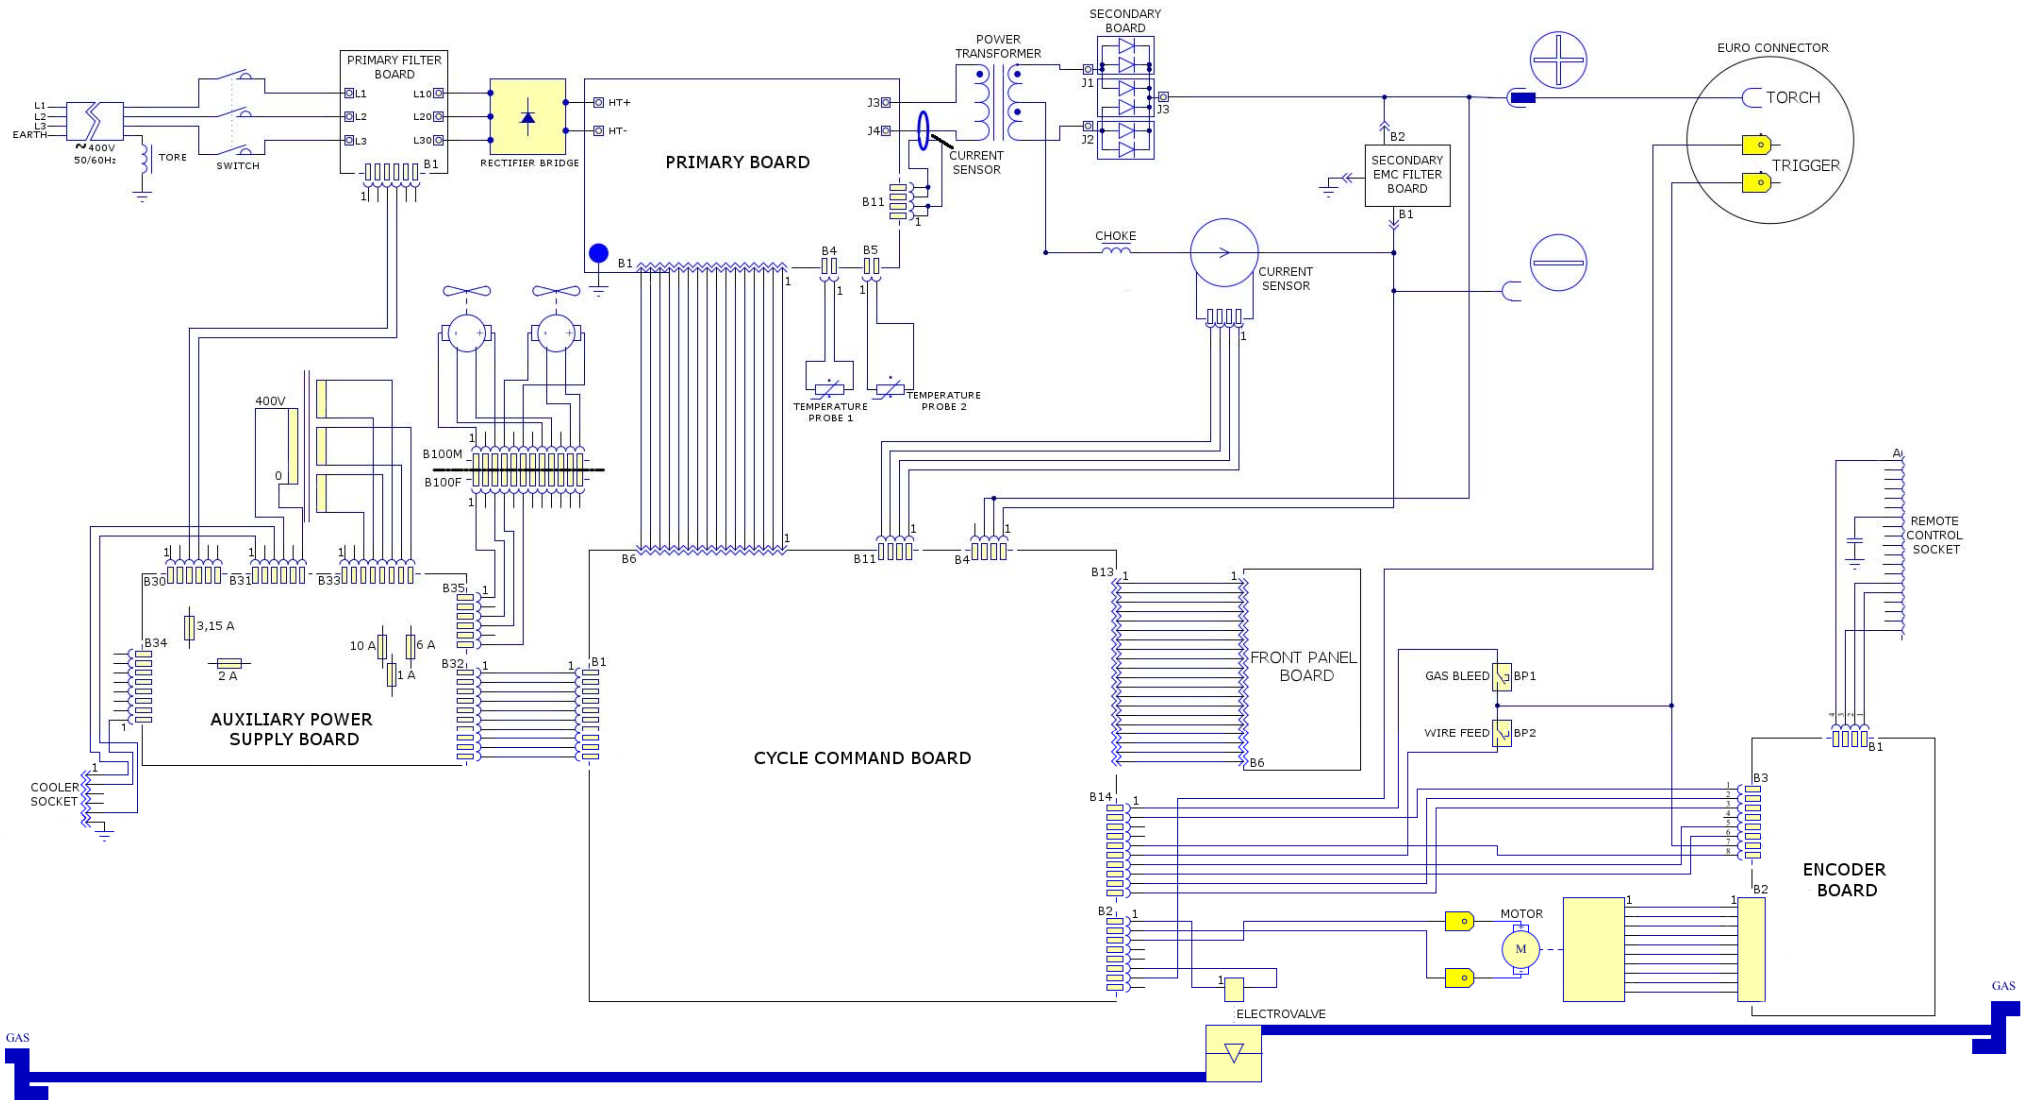 L1
L2
L3
EARTH
~ 400V
50/60Hz
TORE
SWITCH
PRIMARY FILTER
BOARD
L1
L2
L3
L10
L20
L30
B1
1
RECTIFIER BRIDGE
HT+
HT-
PRIMARY BOARD
J3
J4
B11
1
B1
1
B4
1
B5
1
CURRENT
SENSOR
POWER
TRANSFORMER
SECONDARY
BOARD
J1
J2
J3
B2
SECONDARY
EMC FILTER
BOARD
B1
CHOKE
CURRENT
SENSOR
1
EURO CONNECTOR
TORCH
TRIGGER
TEMPERATURE
PROBE 1
TEMPERATURE
PROBE 2
- +
- +
400V
0
B100M
1
B100F
1
B30
1
B31
1
B33
1
B35
1
B34
1
3,15 A
2 A
10 A
6 A
1 A
B32
1
AUXILIARY POWER
SUPPLY BOARD
COOLER
SOCKET
1
B6
1
B11
1
B4
1
B1
1
CYCLE COMMAND BOARD
B13
1
1
FRONT PANEL
BOARD
B6
B14
1
B2
1
GAS BLEED
BP1
WIRE FEED
BP2
A
REMOTE
CONTROL
SOCKET
4
3
2
1
B1
B3
1
2
3
4
5
6
7
8
ENCODER
BOARD
B2
1
1
MOTOR
M
1
ELECTROVALVE
GAS
GAS